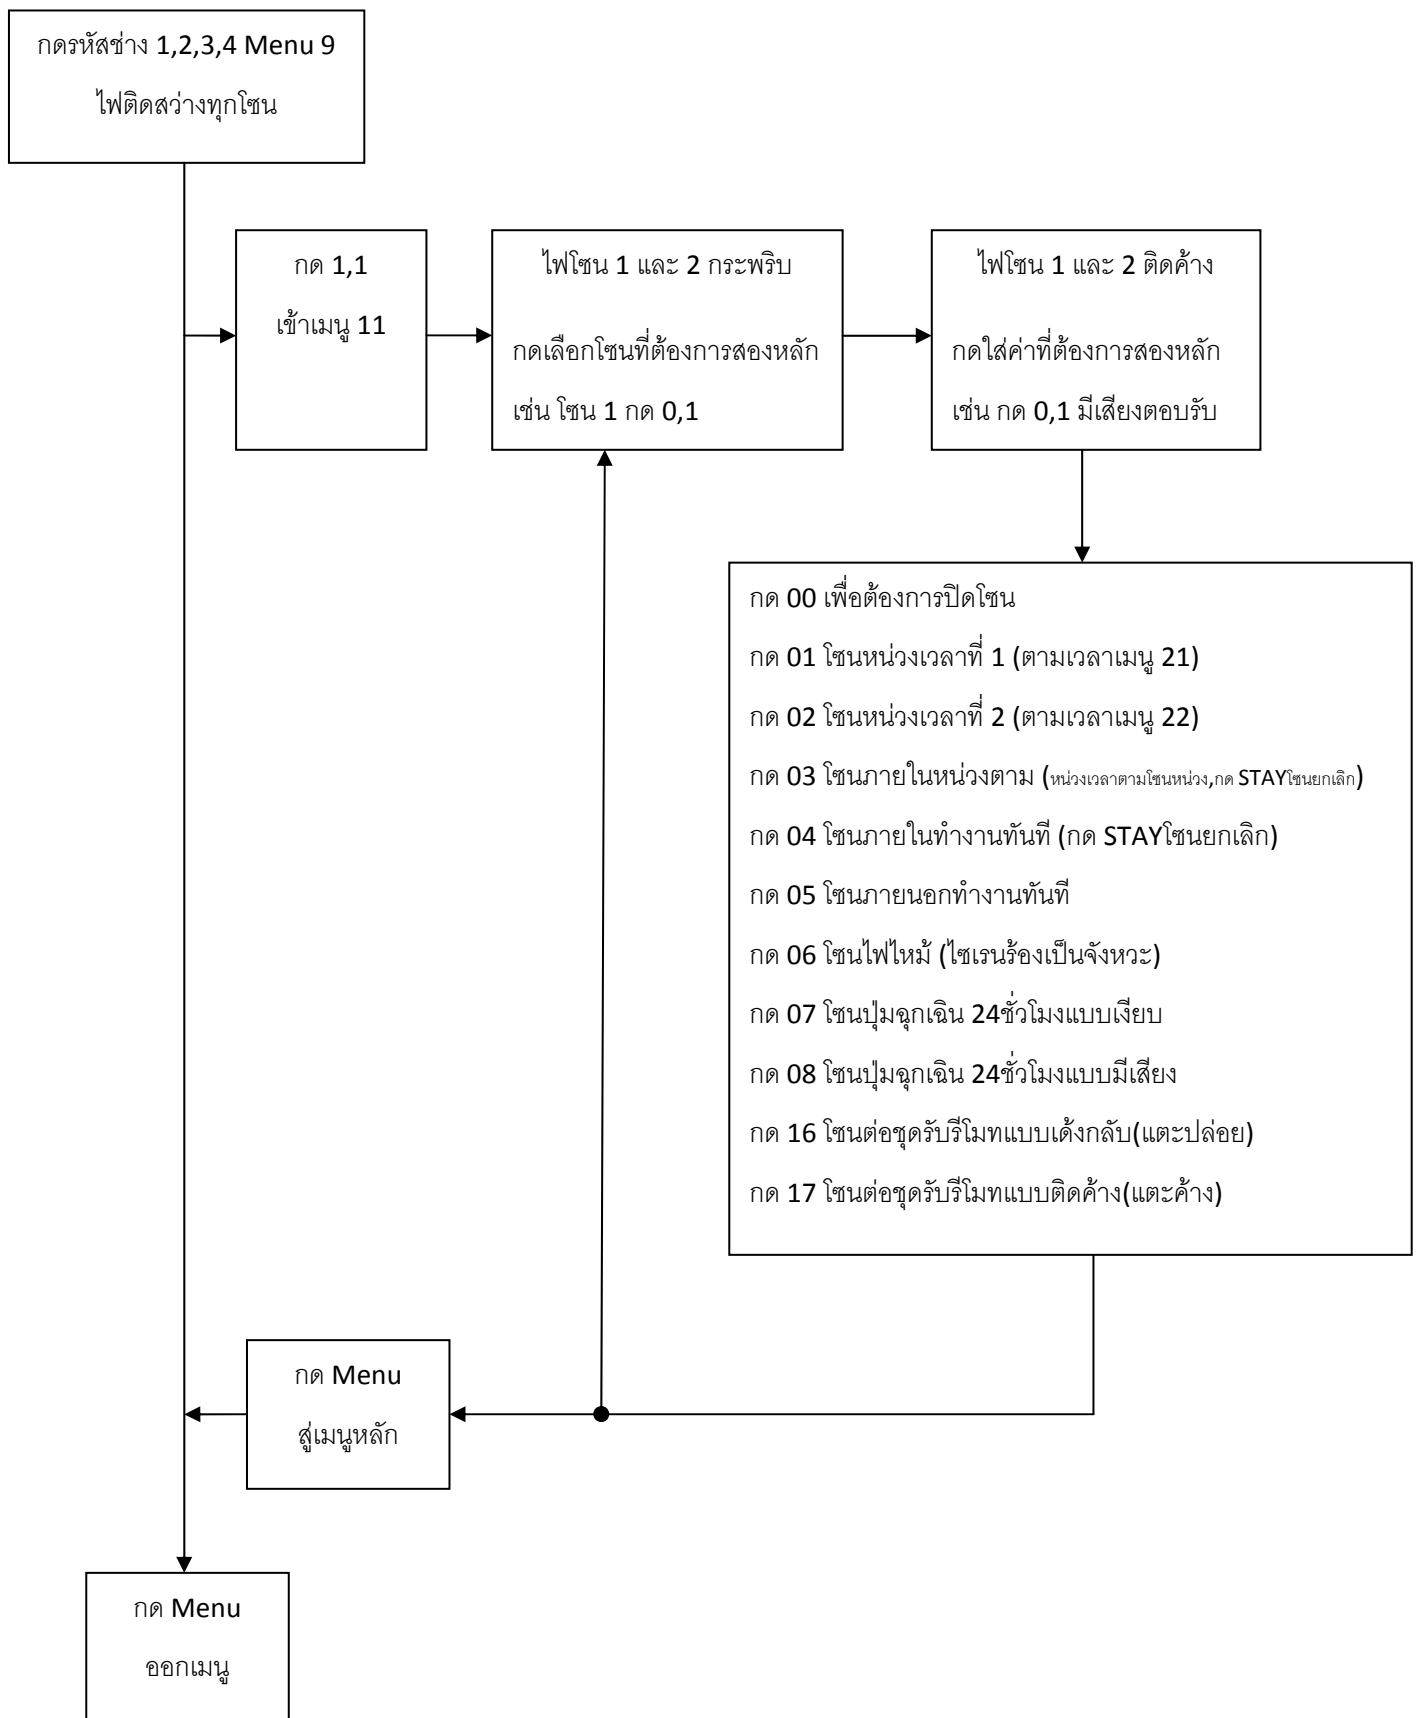 กดรหัสช่าง 1,2,3,4 Menu 9
ไฟติดสว่างทุกโซน
กด 1,1
เข้าเมนู 11
ไฟโซน 1 และ 2 กระพริบ
กดเลือกโซนที่ต้องการสองหลัก
เช่น โซน 1 กด 0,1
ไฟโซน 1 และ 2 ติดค้าง
กดใส่ค่าที่ต้องการสองหลัก
เช่น กด 0,1 มีเสียงตอบรับ
กด 00 เพื่อต้องการปิดโซน
กด 01 โซนหน่วงเวลาที่ 1 (ตามเวลาเมนู 21)
กด 02 โซนหน่วงเวลาที่ 2 (ตามเวลาเมนู 22)
กด 03 โซนภายในหน่วงตาม (หน่วงเวลาตามโซนหน่วง,กด STAYโซนยกเลิก)
กด 04 โซนภายในทำงานทันที (กด STAYโซนยกเลิก)
กด 05 โซนภายนอกทำงานทันที
กด 06 โซนไฟไหม้ (ไซเรนร้องเป็นจังหวะ)
กด 07 โซนปุ่มฉุกเฉิน 24ชั่วโมงแบบเงียบ
กด 08 โซนปุ่มฉุกเฉิน 24ชั่วโมงแบบมีเสียง
กด 16 โซนต่อชุดรับรีโมทแบบเด้งกลับ(แตะปล่อย)
กด 17 โซนต่อชุดรับรีโมทแบบติดค้าง(แตะค้าง)
กด Menu
สู่เมนูหลัก
กด Menu
ออกเมนู